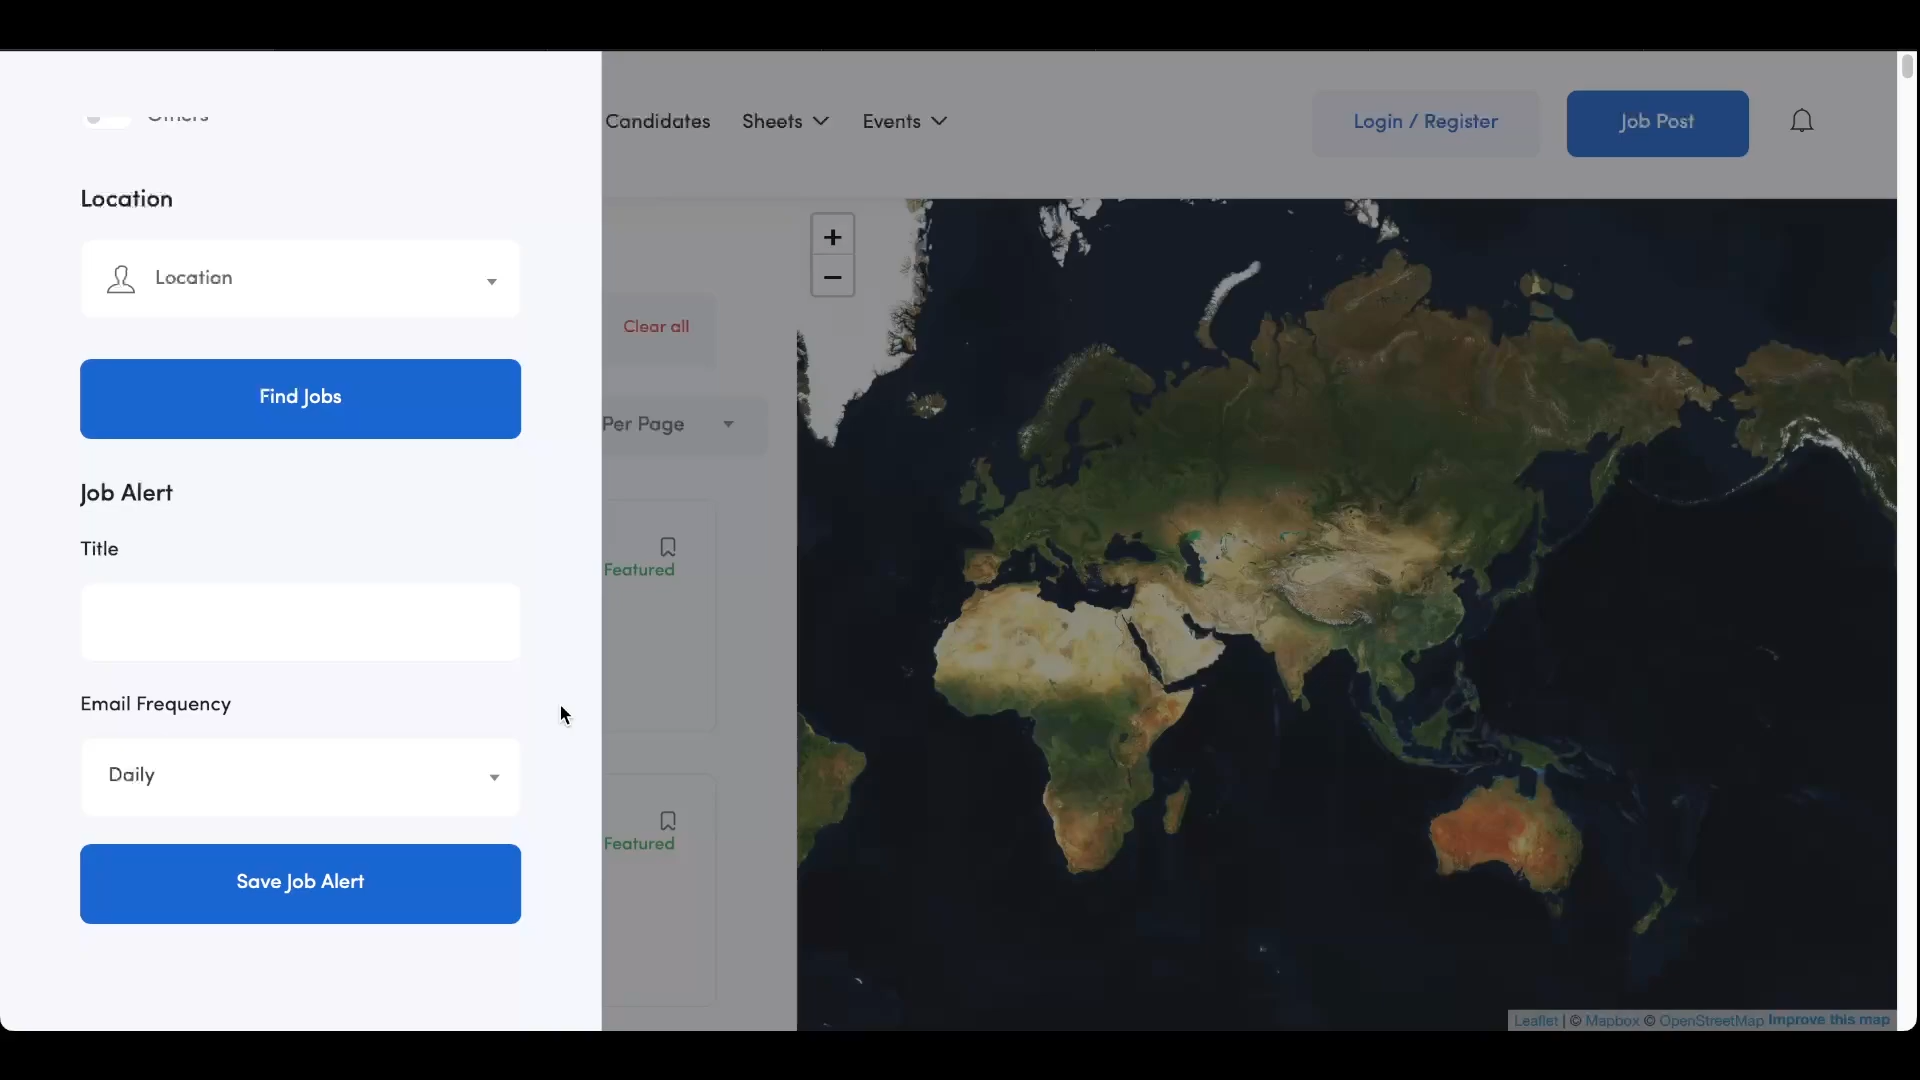 Others
Candidates
Sheets
Events
Login / Register
Job Post
Location
Location
Find Jobs
Clear all
Per Page
Job Alert
Title
Featured
Email Frequency
Daily
Featured
Save Job Alert
+
−
Leaflet | © Mapbox © OpenStreetMap Improve this map